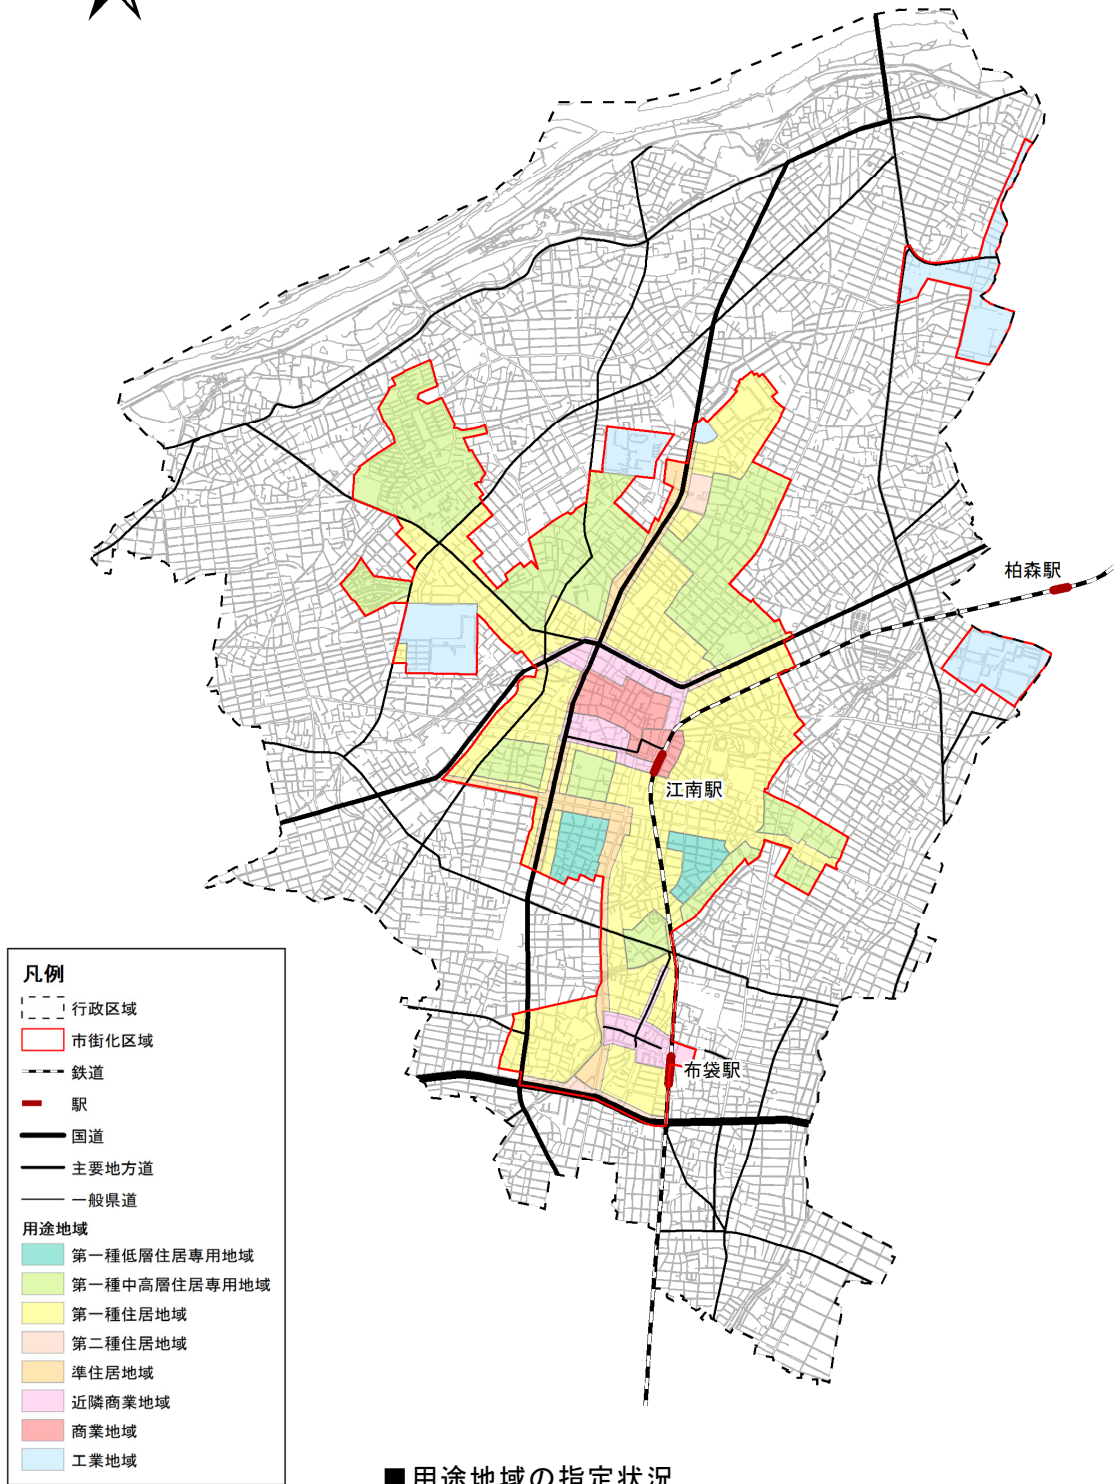 柏森駅
江南駅
布袋駅
凡例
行政区域
市街化区域
鉄道
駅
国道
主要地方道
一般県道
用途地域
第一種低層住居専用地域
第一種中高層住居専用地域
第一種住居地域
第二種住居地域
準住居地域
近隣商業地域
商業地域
工業地域
■用途地域の指定状況